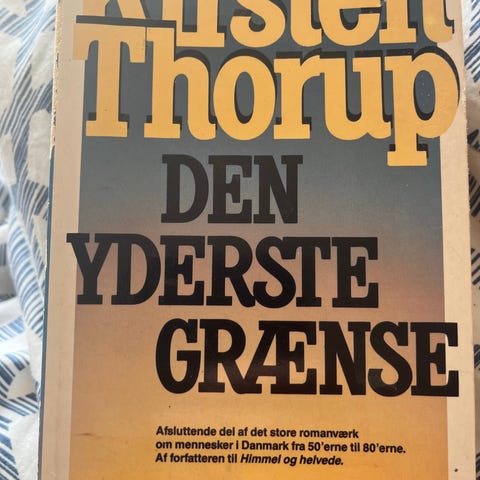 Kirsten
Thorup
DEN
YDERSTE
GRÆNSE
Afsluttende del af det store romanværk
om mennesker i Danmark fra 50'erne til 80'erne.
Af forfatteren til Himmel og helvede.